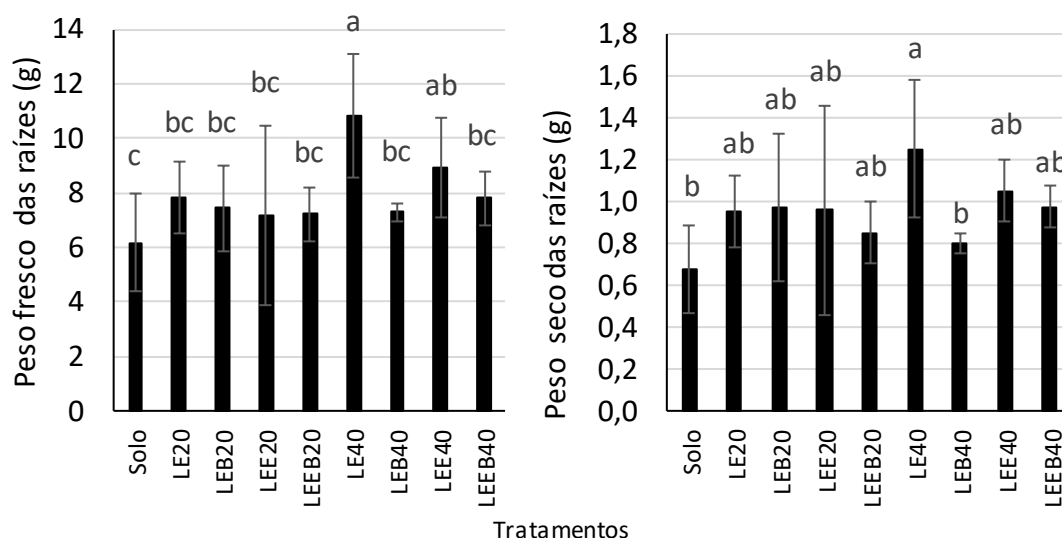 Peso fresco das raízes (g)
14
12
10
8
6
4
2
0
c
bc
bc
bc
bc
a
bc
ab
bc
Solo
LE20
LEB20
LEE20
LEEB20
LE40
LEB40
LEE40
LEEB40
Peso seco das raízes (g)
1,8
1,6
1,4
1,2
1,0
0,8
0,6
0,4
0,2
0,0
b
ab
ab
ab
ab
a
b
ab
ab
Solo
LE20
LEB20
LEE20
LEEB20
LE40
LEB40
LEE40
LEEB40
Tratamentos